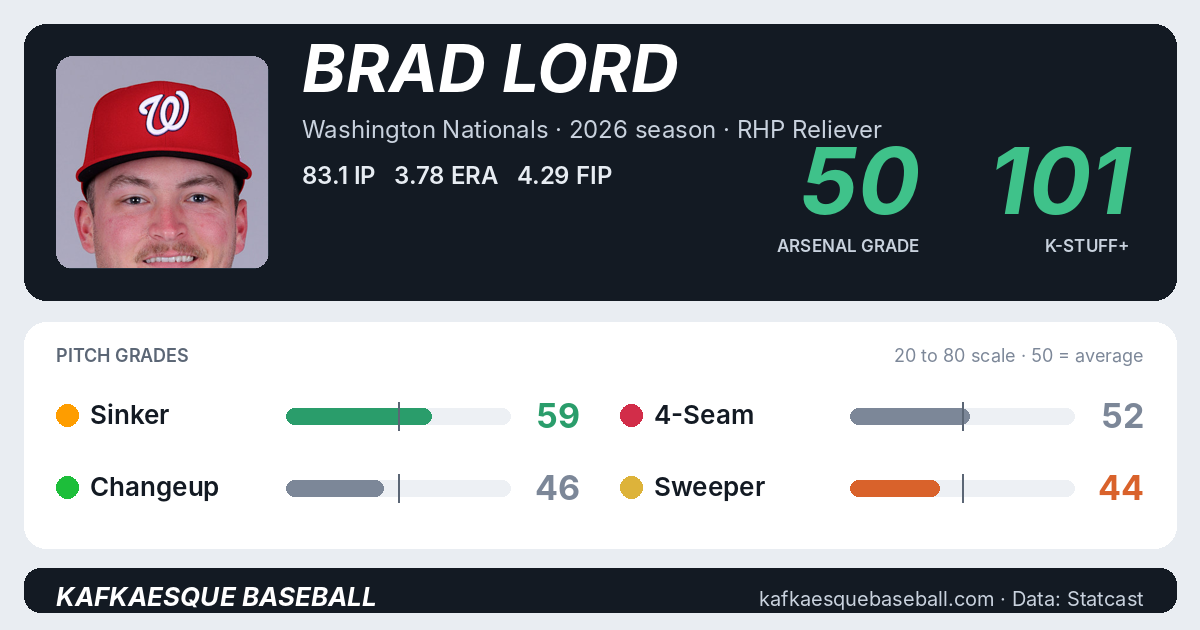 BRAD LORD
Washington Nationals · 2026 season · RHP Reliever
83.1 IP 3.78 ERA 4.29 FIP
50 101
ARSENAL GRADE K-STUFF+
W
PITCH GRADES 20 to 80 scale · 50 = average
Sinker 59 4-Seam 52
Changeup 46 Sweeper 44
KAFKAESQUE BASEBALL kafkaesquebaseball.com · Data: Statcast